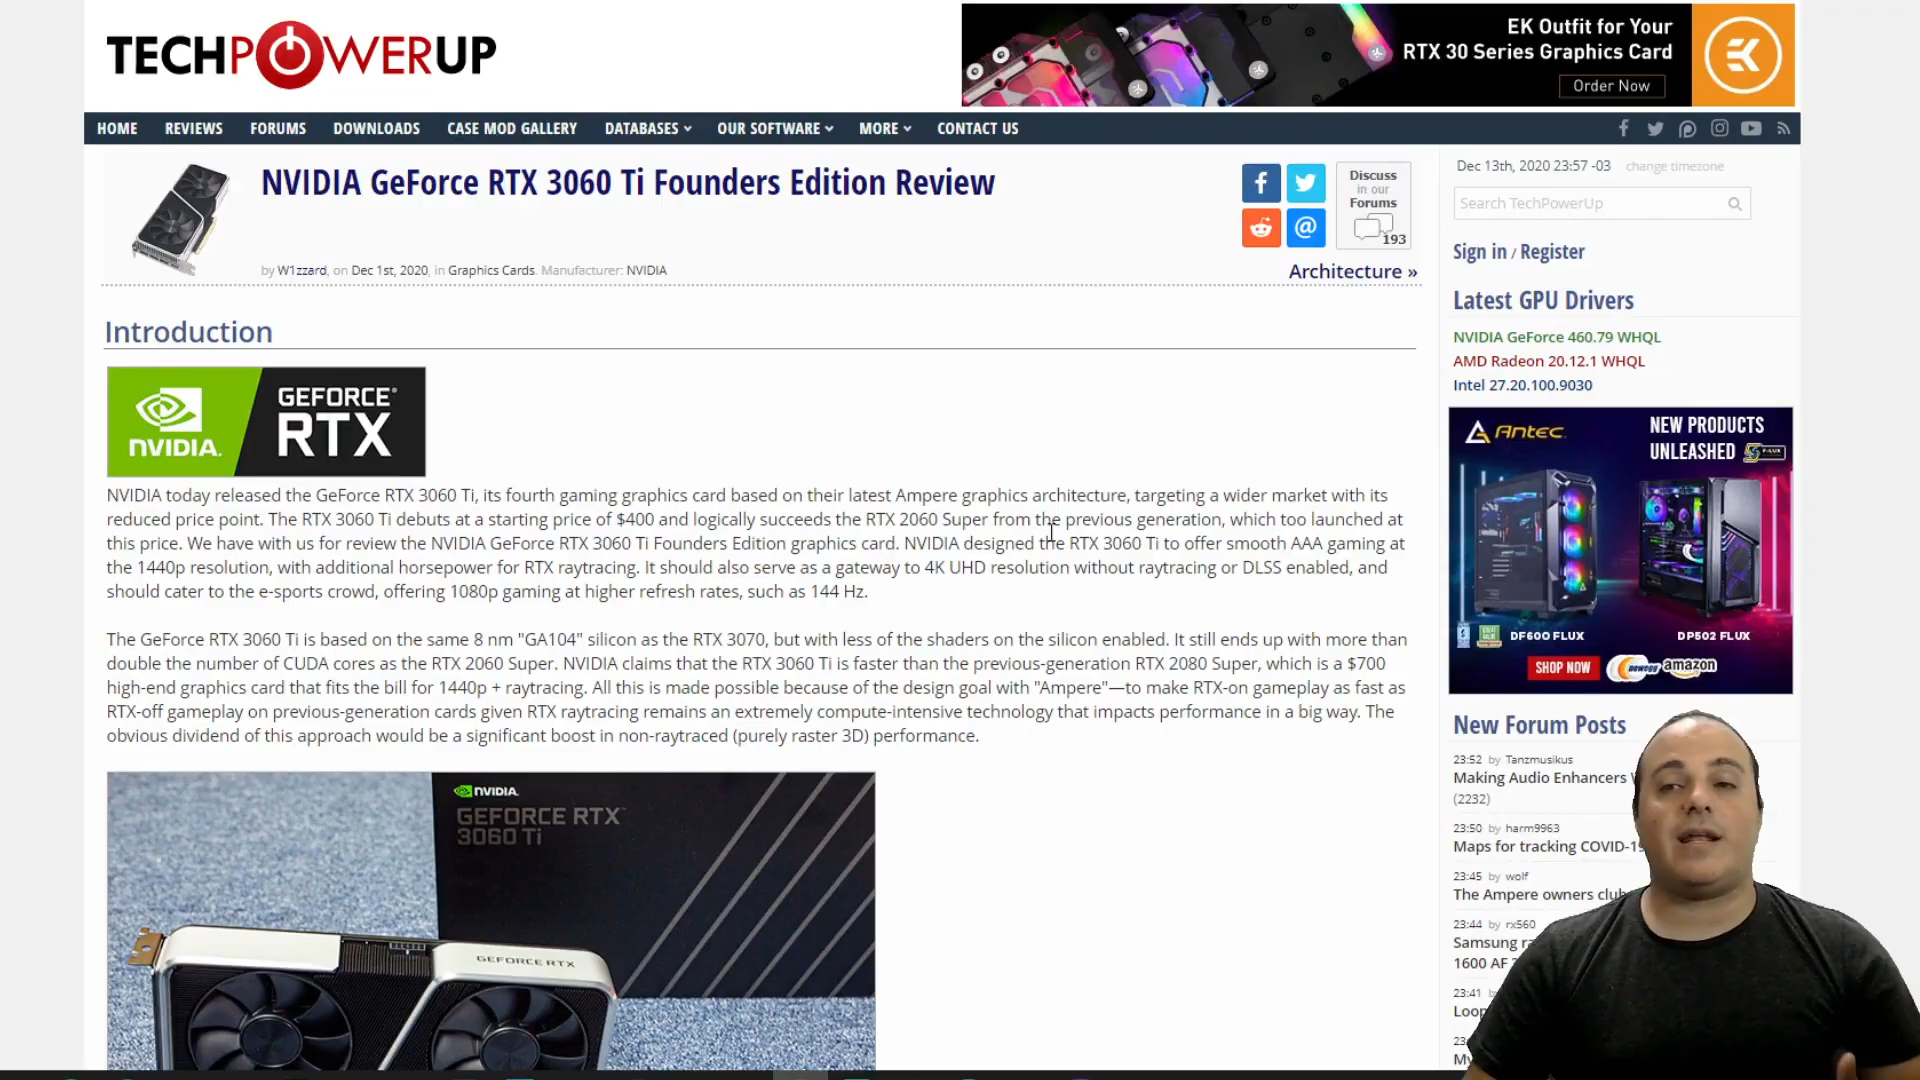 TECHPOWERUP
EK Outfit for Your
RTX 30 Series Graphics Card
Order Now
HOME REVIEWS FORUMS DOWNLOADS CASE MOD GALLERY DATABASES OUR SOFTWARE MORE CONTACT US
NVIDIA GeForce RTX 3060 Ti Founders Edition Review
by W1zzard, on Dec 1st, 2020, in Graphics Cards. Manufacturer: NVIDIA
Discuss
in our
Forums
193
Architecture »
Dec 13th, 2020 23:57 -03 change timezone
Search TechPowerUp
Sign in / Register
Latest GPU Drivers
NVIDIA GeForce 460.79 WHQL
AMD Radeon 20.12.1 WHQL
Intel 27.20.100.9030
Introduction
NVIDIA.
GEFORCE®
RTX
NVIDIA today released the GeForce RTX 3060 Ti, its fourth gaming graphics card based on their latest Ampere graphics architecture, targeting a wider market with its
reduced price point. The RTX 3060 Ti debuts at a starting price of $400 and logically succeeds the RTX 2060 Super from the previous generation, which too launched at
this price. We have with us for review the NVIDIA GeForce RTX 3060 Ti Founders Edition graphics card. NVIDIA designed the RTX 3060 Ti to offer smooth AAA gaming at
the 1440p resolution, with additional horsepower for RTX raytracing. It should also serve as a gateway to 4K UHD resolution without raytracing or DLSS enabled, and
should cater to the e-sports crowd, offering 1080p gaming at higher refresh rates, such as 144 Hz.
The GeForce RTX 3060 Ti is based on the same 8 nm "GA104" silicon as the RTX 3070, but with less of the shaders on the silicon enabled. It still ends up with more than
double the number of CUDA cores as the RTX 2060 Super. NVIDIA claims that the RTX 3060 Ti is faster than the previous-generation RTX 2080 Super, which is a $700
high-end graphics card that fits the bill for 1440p + raytracing. All this is made possible because of the design goal with "Ampere"—to make RTX-on gameplay as fast as
RTX-off gameplay on previous-generation cards given RTX raytracing remains an extremely compute-intensive technology that impacts performance in a big way. The
obvious dividend of this approach would be a significant boost in non-raytraced (purely raster 3D) performance.
NVIDIA.
GEFORCE RTX™
3060 Ti
GEFORCE RTX
Antec.
NEW PRODUCTS
UNLEASHED
F-LUX
DF600 FLUX
DP502 FLUX
SHOP NOW
newegg
amazon
New Forum Posts
23:52 by Tanzmusikus
Making Audio Enhancers
(2232)
23:50 by harm9963
Maps for tracking COVID-19
23:45 by wolf
The Ampere owners club
23:44 by rx560
Samsung
1600 AF
23:41
Loop
23:
My